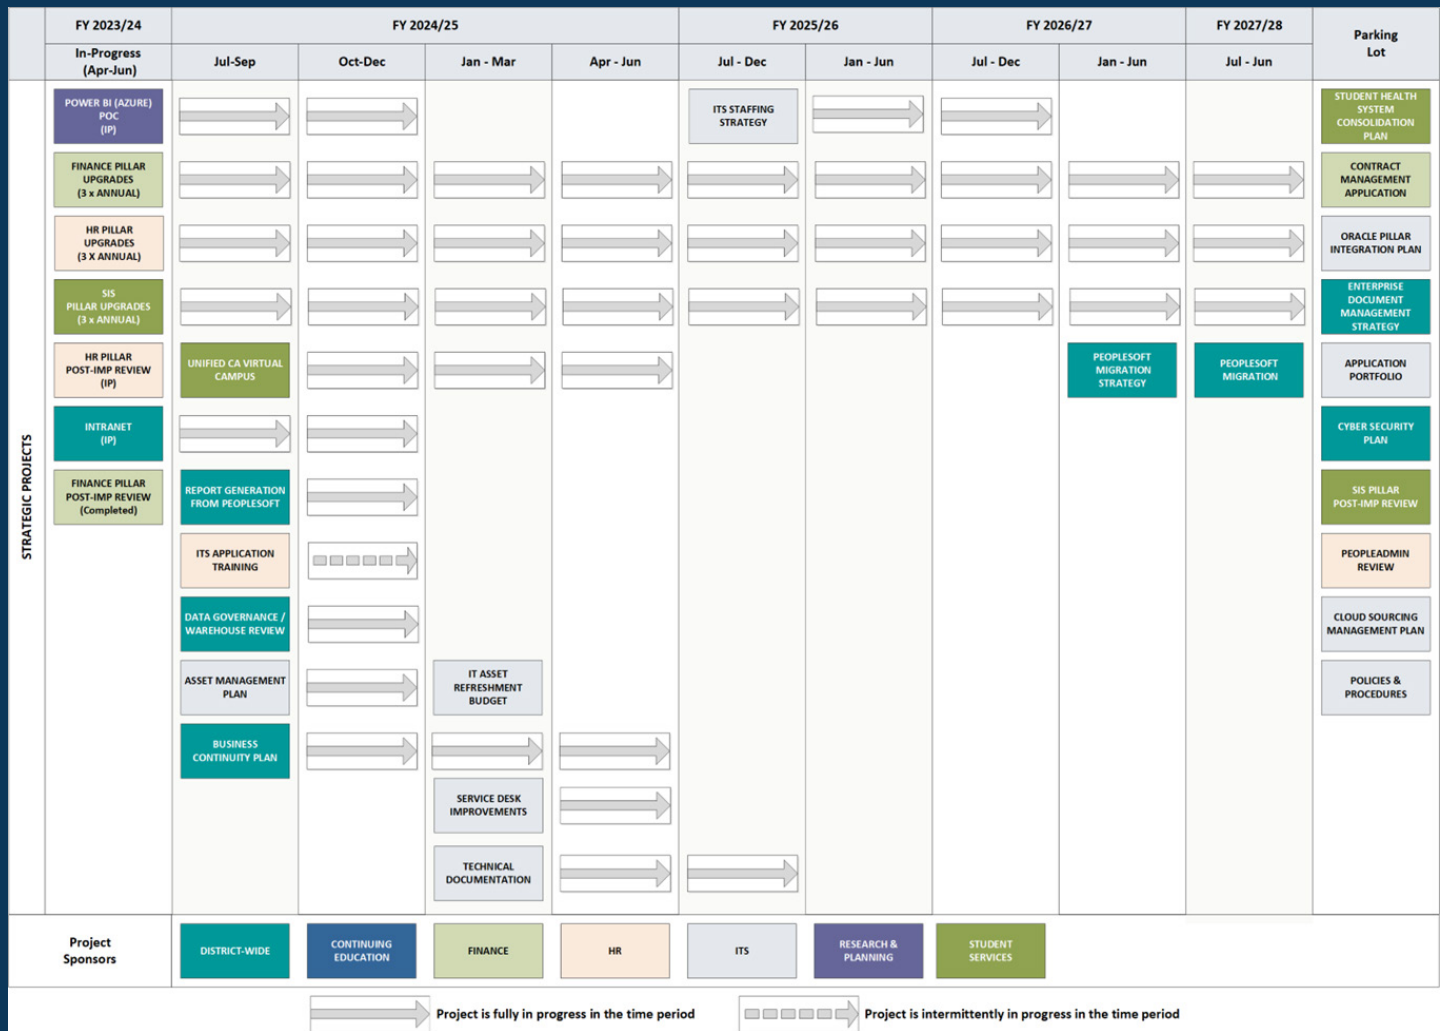 FY 2023/24
FY 2024/25
FY 2025/26
FY 2026/27
FY 2027/28
Parking
Lot
In-Progress
(Apr-Jun)
Jul-Sep
Oct-Dec
Jan - Mar
Apr - Jun
Jul - Dec
Jan - Jun
Jul - Dec
Jan - Jun
Jul - Jun
STRATEGIC PROJECTS
POWER BI (AZURE)
POC
(IP)
ITS STAFFING
STRATEGY
STUDENT HEALTH
SYSTEM
CONSOLIDATION
PLAN
FINANCE PILLAR
UPGRADES
(3 x ANNUAL)
CONTRACT
MANAGEMENT
APPLICATION
HR PILLAR
UPGRADES
(3 X ANNUAL)
ORACLE PILLAR
INTEGRATION PLAN
SIS
PILLAR UPGRADES
(3 x ANNUAL)
ENTERPRISE
DOCUMENT
MANAGEMENT
STRATEGY
HR PILLAR
POST-IMP REVIEW
(IP)
UNIFIED CA VIRTUAL
CAMPUS
PEOPLESOFT
MIGRATION
STRATEGY
PEOPLESOFT
MIGRATION
APPLICATION
PORTFOLIO
INTRANET
(IP)
CYBER SECURITY
PLAN
FINANCE PILLAR
POST-IMP REVIEW
(Completed)
REPORT GENERATION
FROM PEOPLESOFT
SIS PILLAR
POST-IMP REVIEW
ITS APPLICATION
TRAINING
PEOPLEADMIN
REVIEW
DATA GOVERNANCE /
WAREHOUSE REVIEW
CLOUD SOURCING
MANAGEMENT PLAN
ASSET MANAGEMENT
PLAN
IT ASSET
REFRESHMENT
BUDGET
POLICIES &
PROCEDURES
BUSINESS
CONTINUITY PLAN
SERVICE DESK
IMPROVEMENTS
TECHNICAL
DOCUMENTATION
Project
Sponsors
DISTRICT-WIDE
CONTINUING
EDUCATION
FINANCE
HR
ITS
RESEARCH &
PLANNING
STUDENT
SERVICES
Project is fully in progress in the time period
Project is intermittently in progress in the time period